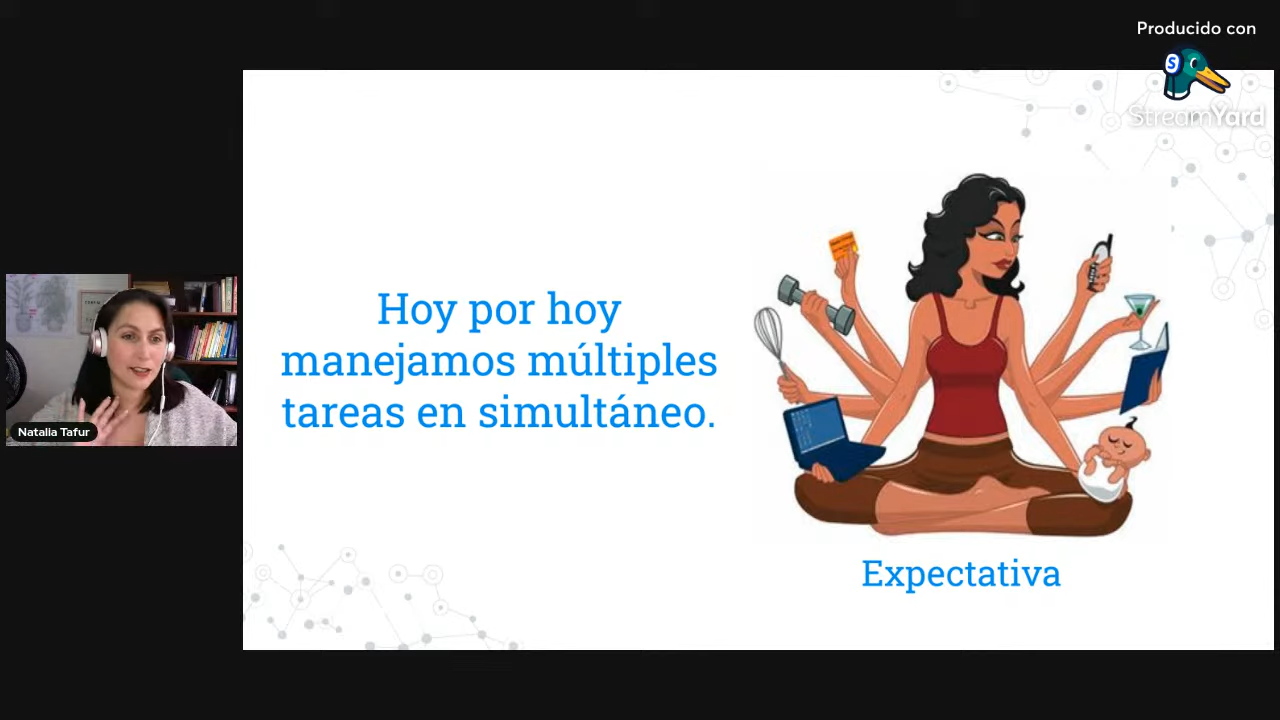 Producido con
StreamYard
Hoy por hoy
manejamos múltiples
tareas en simultáneo.
Natalia Tafur
Expectativa